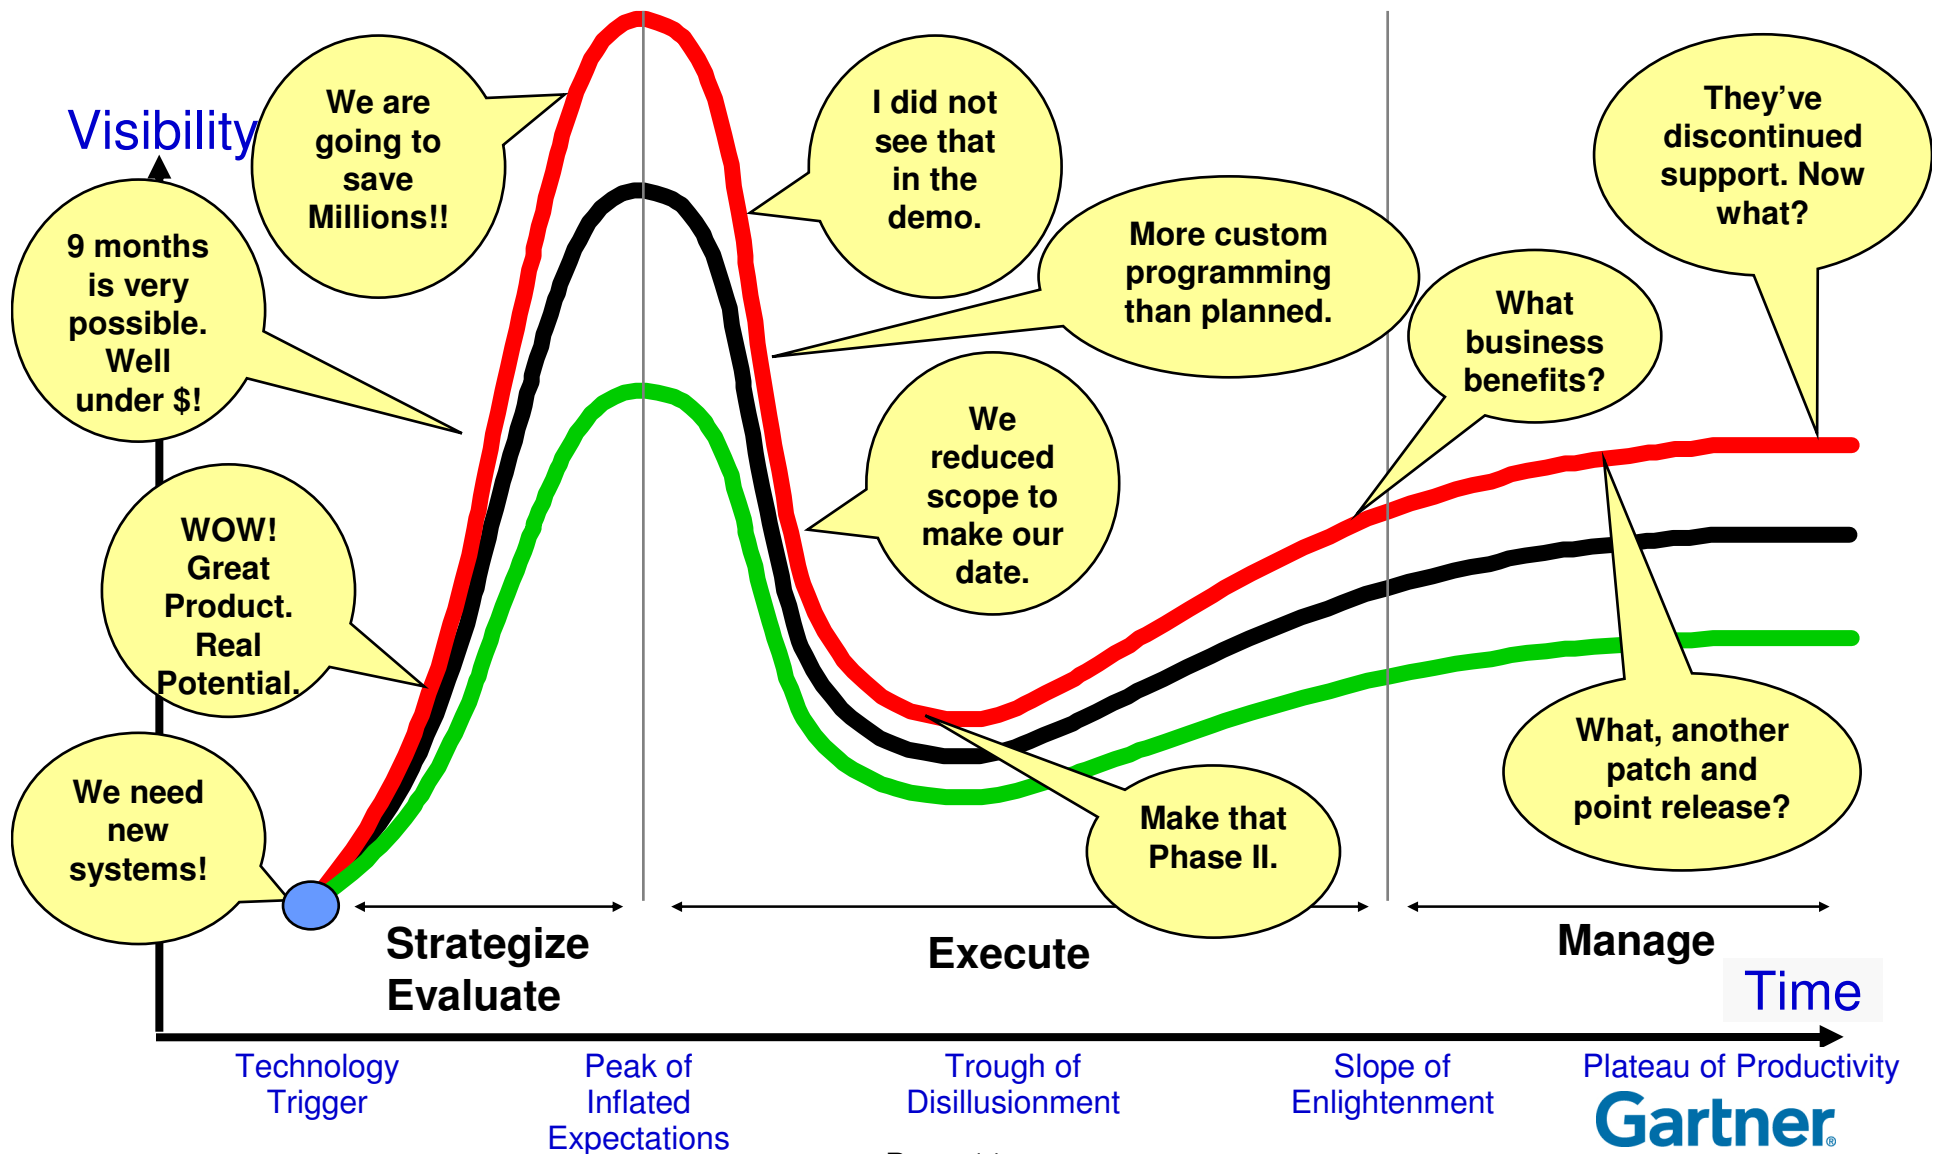 Visibility
We are
going to
save
Millions!!
I did not
see that
in the
demo.
They've
discontinued
support. Now
what?
9 months
is very
possible.
Well
under $!
More custom
programming
than planned.
What
business
benefits?
We
reduced
scope to
make our
date.
WOW!
Great
Product.
Real
Potential.
What, another
patch and
point release?
We need
new
systems!
Make that
Phase II.
Strategize
Evaluate
Execute
Manage
Time
Technology
Trigger
Peak of
Inflated
Expectations
Trough of
Disillusionment
Slope of
Enlightenment
Plateau of Productivity
Gartner®